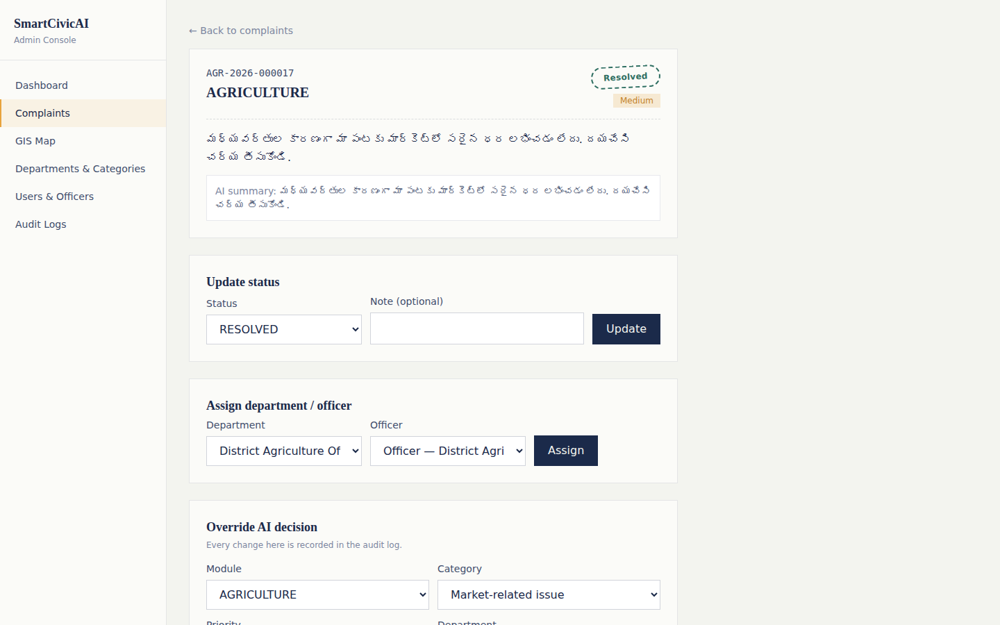 SmartCivicAI
Admin Console
Dashboard
Complaints
GIS Map
Departments & Categories
Users & Officers
Audit Logs
← Back to complaints
AGR-2026-000017
AGRICULTURE
Resolved
Medium
మధ్యవర్తుల కారణంగా మా పంటకు మార్కెట్‌లో సరైన ధర లభించడం లేదు. దయచేసి
చర్య తీసుకోండి.
AI summary: మధ్యవర్తుల కారణంగా మా పంటకు మార్కెట్‌లో సరైన ధర లభించడం లేదు. దయచేసి
చర్య తీసుకోండి.
Update status
Status
Note (optional)
RESOLVED
Update
Assign department / officer
Department
Officer
District Agriculture Of
Officer — District Agri
Assign
Override AI decision
Every change here is recorded in the audit log.
Module
Category
AGRICULTURE
Market-related issue
Priority
Department